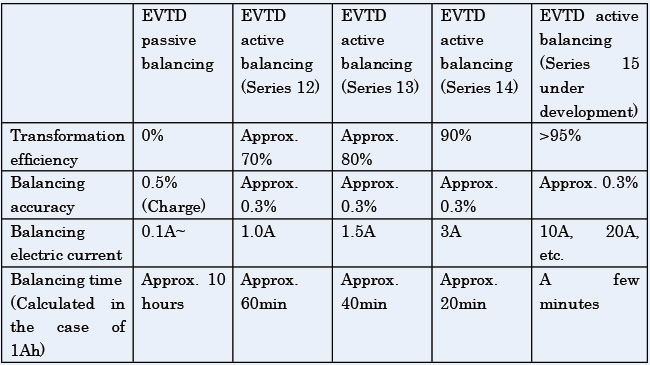 EVTD passive balancing
EVTD active balancing (Series 12)
EVTD active balancing (Series 13)
EVTD active balancing (Series 14)
EVTD active balancing (Series 15 under development)
Transformation efficiency
0%
Approx. 70%
Approx. 80%
90%
>95%
Balancing accuracy
0.5% (Charge)
Approx. 0.3%
Approx. 0.3%
Approx. 0.3%
Approx. 0.3%
Balancing electric current
0.1A~
1.0A
1.5A
3A
10A, 20A, etc.
Balancing time (Calculated in the case of 1Ah)
Approx. 10 hours
Approx. 60min
Approx. 40min
Approx. 20min
A few minutes